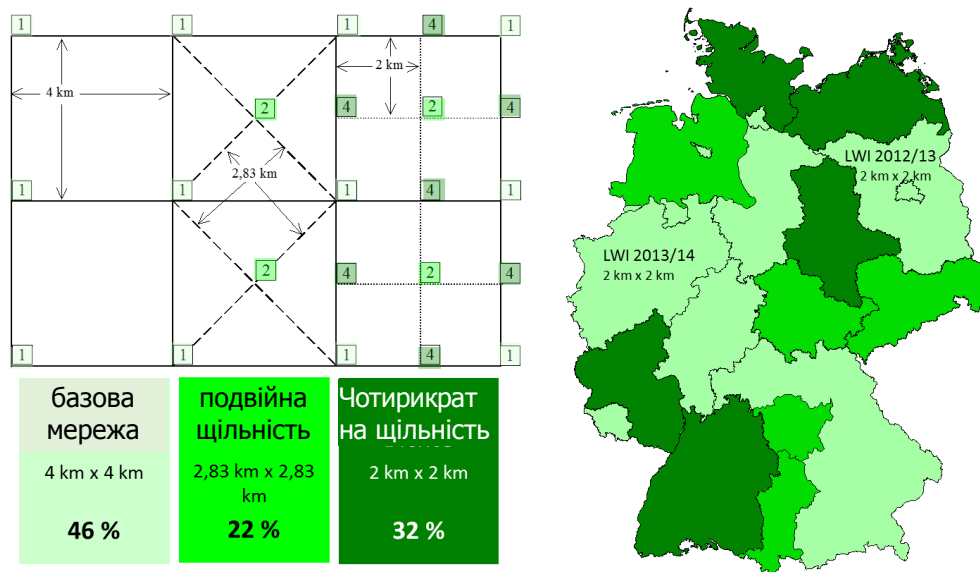 1 1 1 4 1
2 km
4 km
4 2 4
2,83 km
1 1 1 4 1
2 4 2 4
1 1 1 4 1
базова
мережа
4 km x 4 km
46 %
подвійна
щільність
2,83 km x 2,83
km
22 %
Чотирикрат
на щільність
2 km x 2 km
32 %
LWI 2012/13
2 km x 2 km
LWI 2013/14
2 km x 2 km